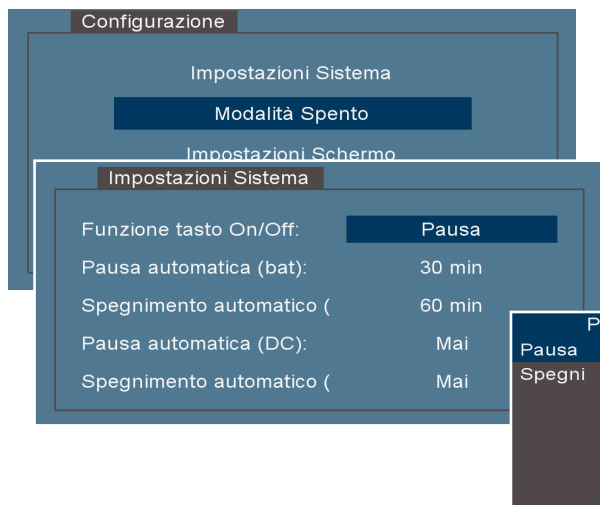 Configurazione
Impostazioni Sistema
Modalità Spento
Impostazioni Schermo
Impostazioni Sistema
Funzione tasto On/Off: Pausa
Pausa automatica (bat): 30 min
Spegnimento automatico ( 60 min
Pausa automatica (DC): Mai
Spegnimento automatico ( Mai
P
Pausa
Spegni